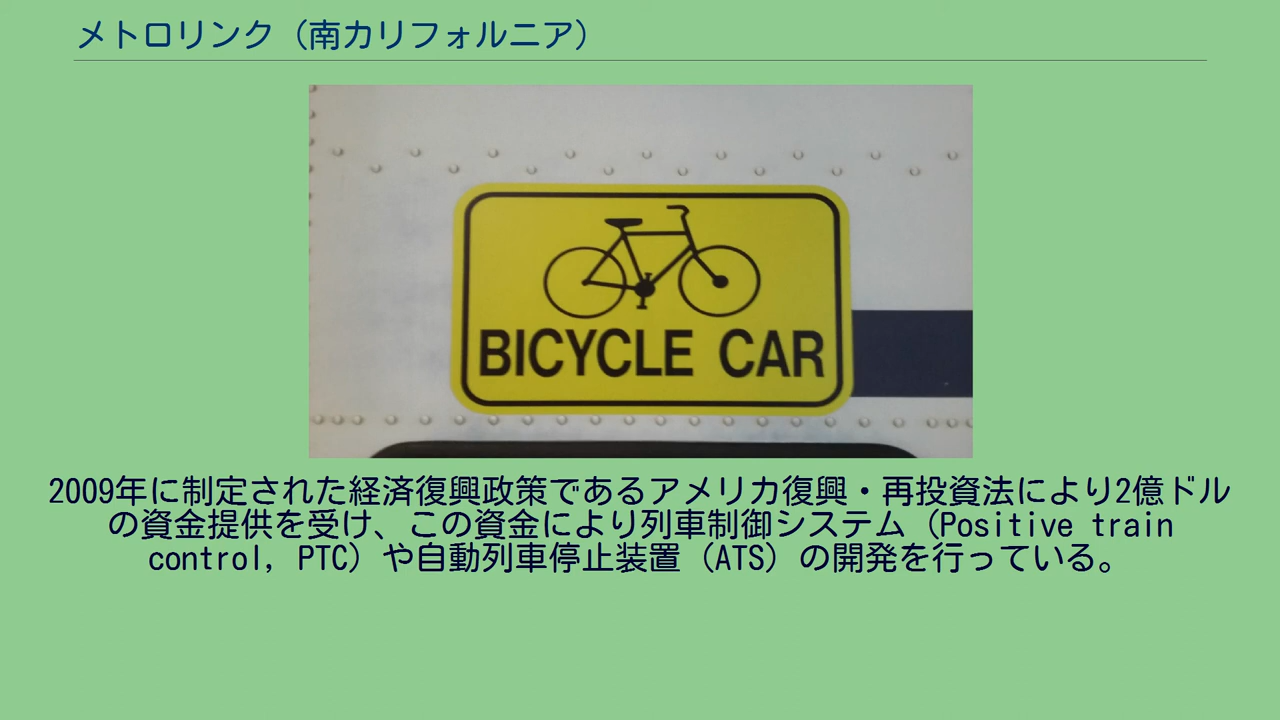 メトロリンク（南カリフォルニア）
BICYCLE CAR
2009年に制定された経済復興政策であるアメリカ復興・再投資法により2億ドル
の資金提供を受け、この資金により列車制御システム（Positive train
control, PTC）や自動列車停止装置（ATS）の開発を行っている。